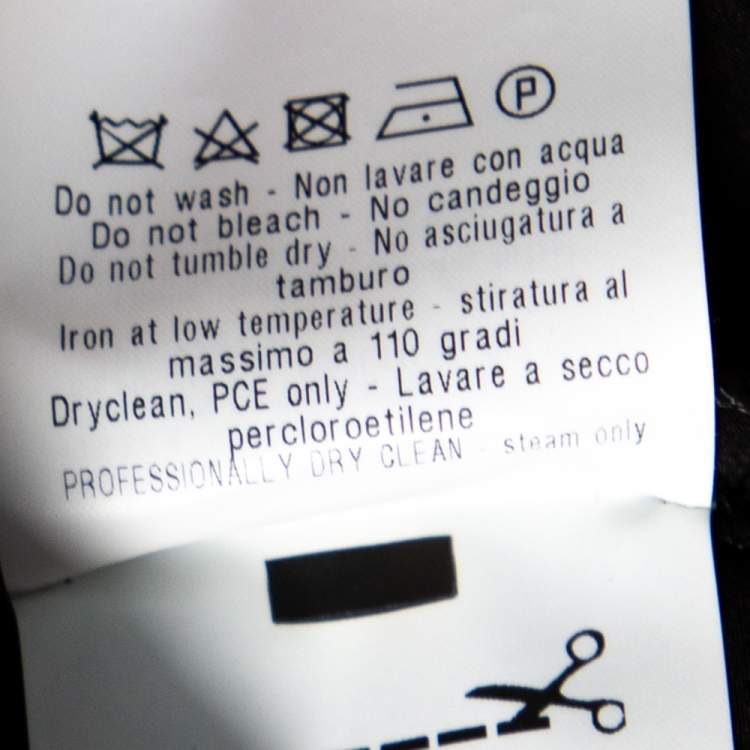 P
Do not wash - Non lavare con acqua
Do not bleach - No candeggio
Do not tumble dry - No asciugatura a
tamburo
Iron at low temperature - stiratura al
massimo a 110 gradi
Dryclean, PCE only - Lavare a secco
percloroetilene
PROFESSIONALLY DRY CLEAN - steam only